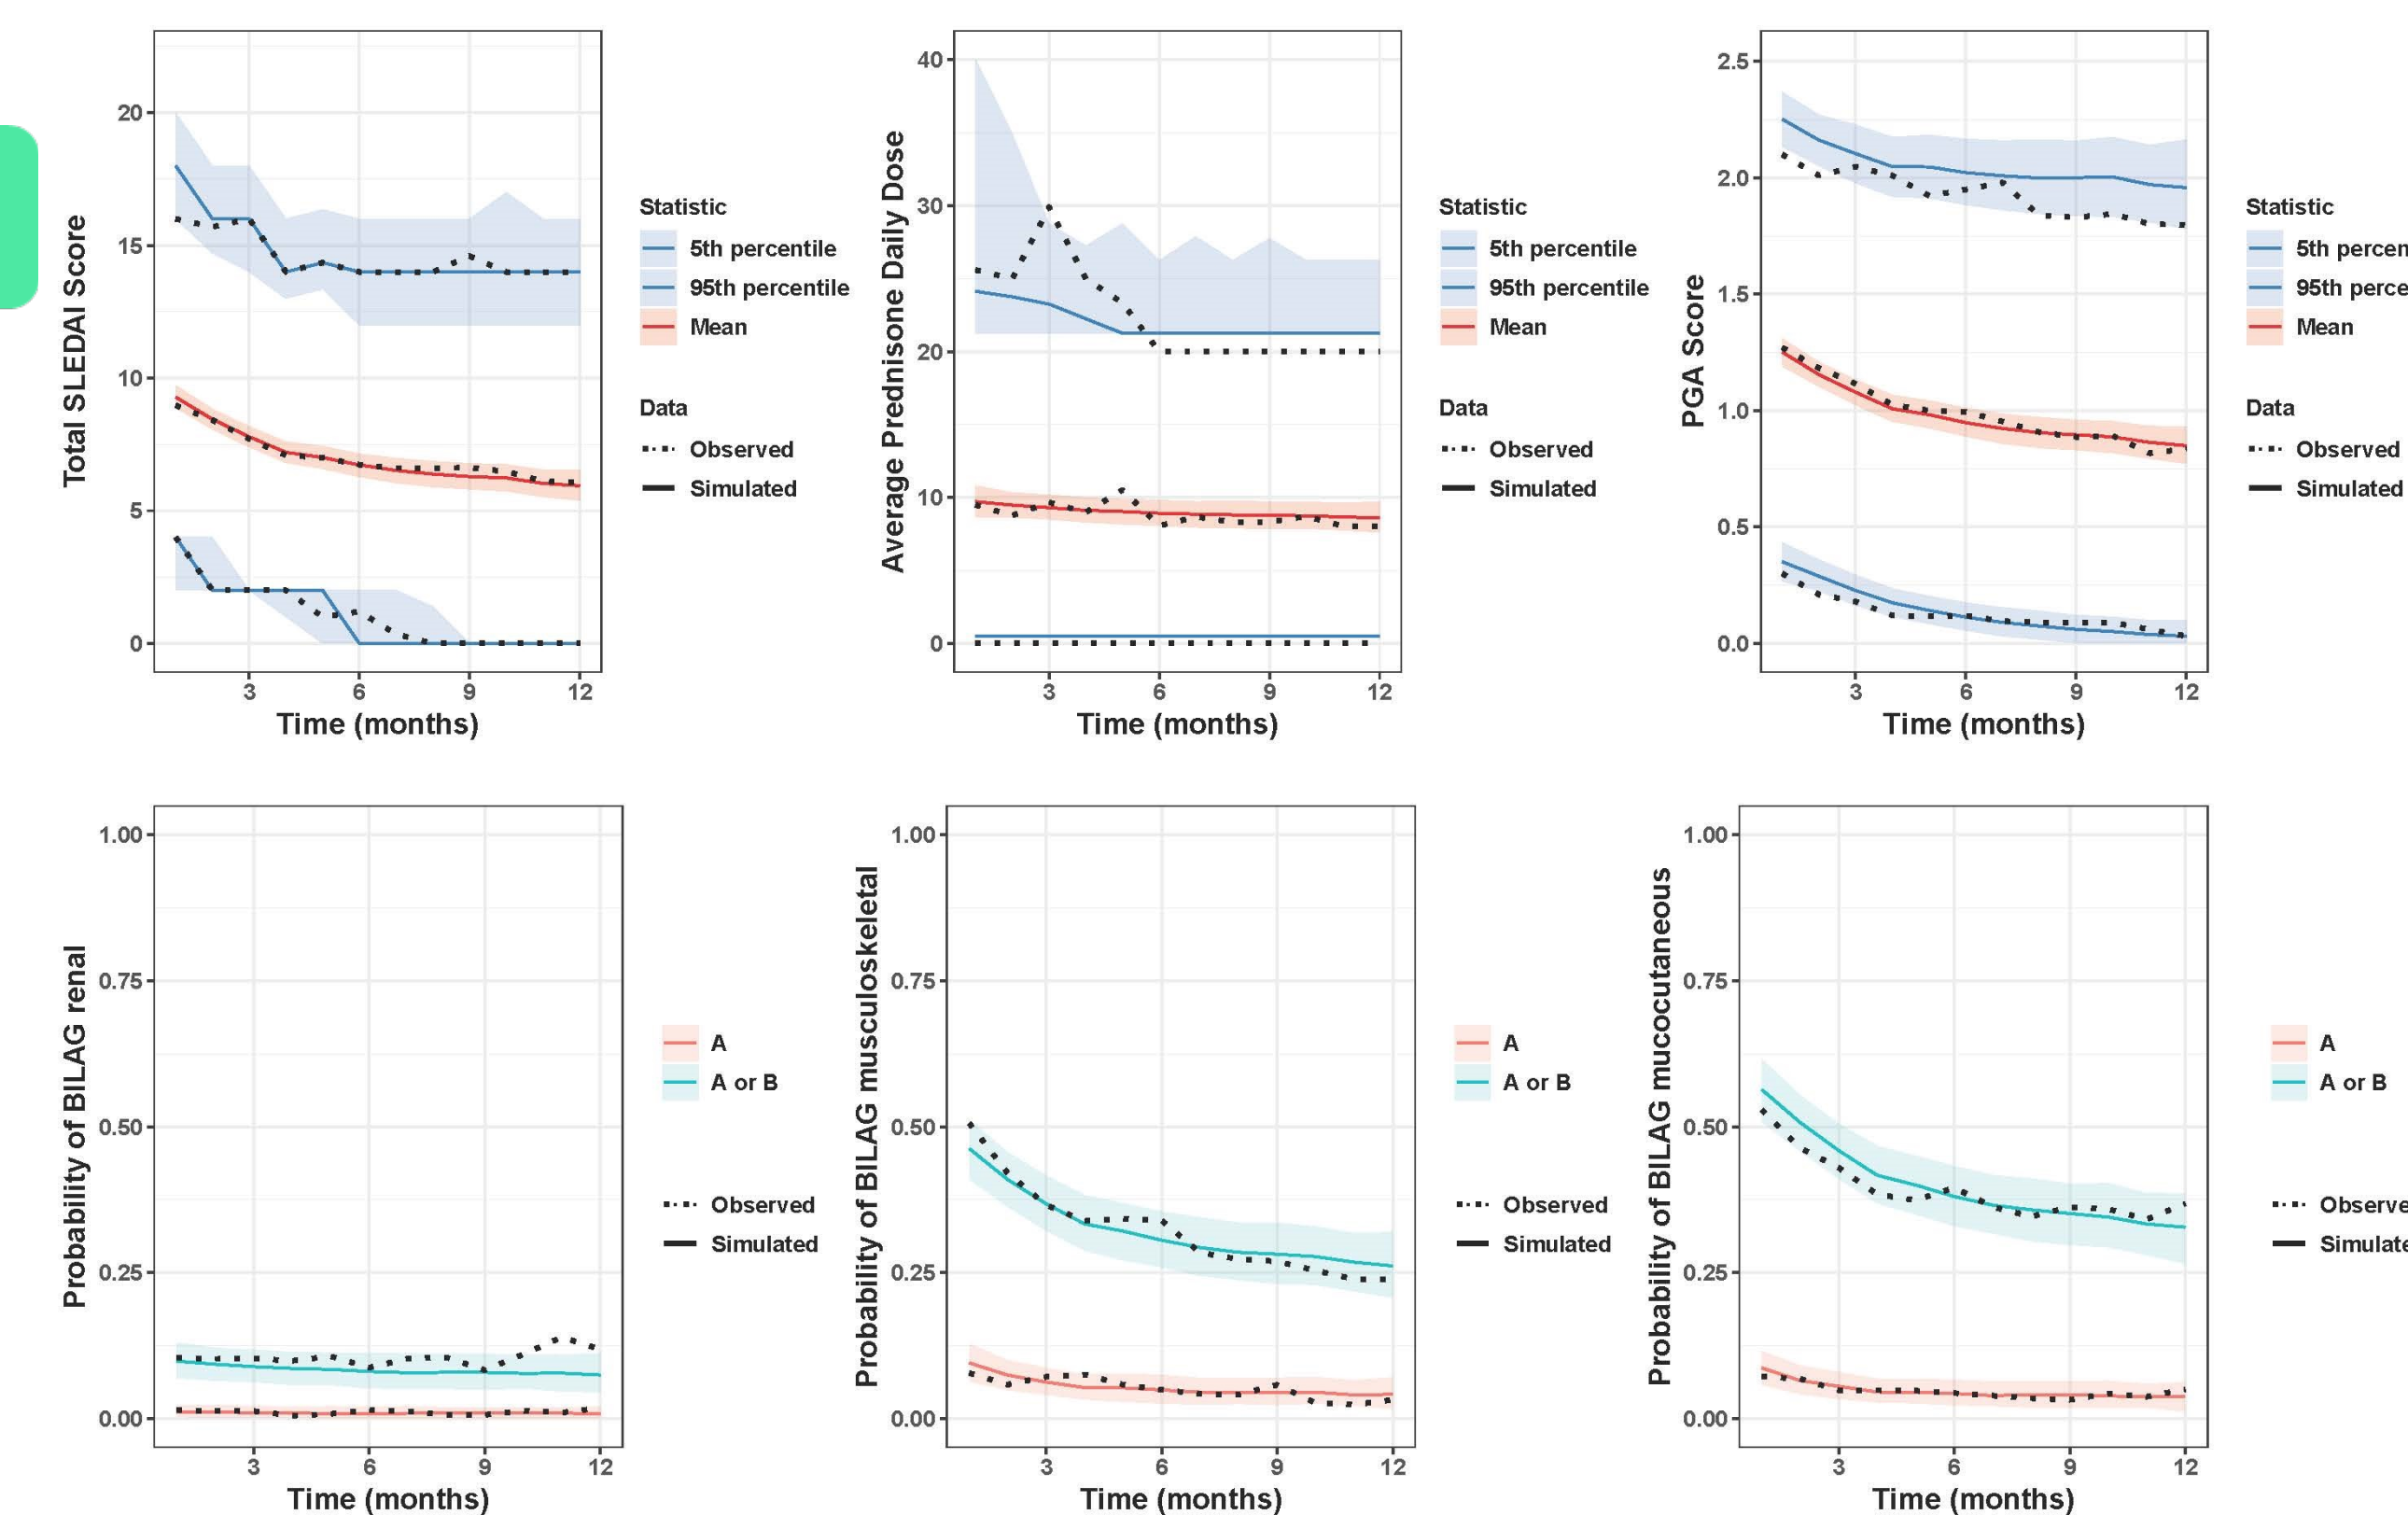 Total SLEDAI Score
20
15
10
5
0
3 6 9 12
Time (months)
Statistic
5th percentile
95th percentile
Mean
Data
Observed
Simulated
Average Prednisone Daily Dose
40
30
20
10
0
3 6 9 12
Time (months)
Statistic
5th percentile
95th percentile
Mean
Data
Observed
Simulated
PGA Score
2.5
2.0
1.5
1.0
0.5
0.0
3 6 9 12
Time (months)
Statistic
5th percen
95th perce
Mean
Data
Observed
Simulated
Probability of BILAG renal
1.00
0.75
0.50
0.25
0.00
3 6 9 12
Time (months)
A
A or B
Observed
Simulated
Probability of BILAG musculoskeletal
1.00
0.75
0.50
0.25
0.00
3 6 9 12
Time (months)
A
A or B
Observed
Simulated
Probability of BILAG mucocutaneous
1.00
0.75
0.50
0.25
0.00
3 6 9 12
Time (months)
A
A or B
Observe
Simulate